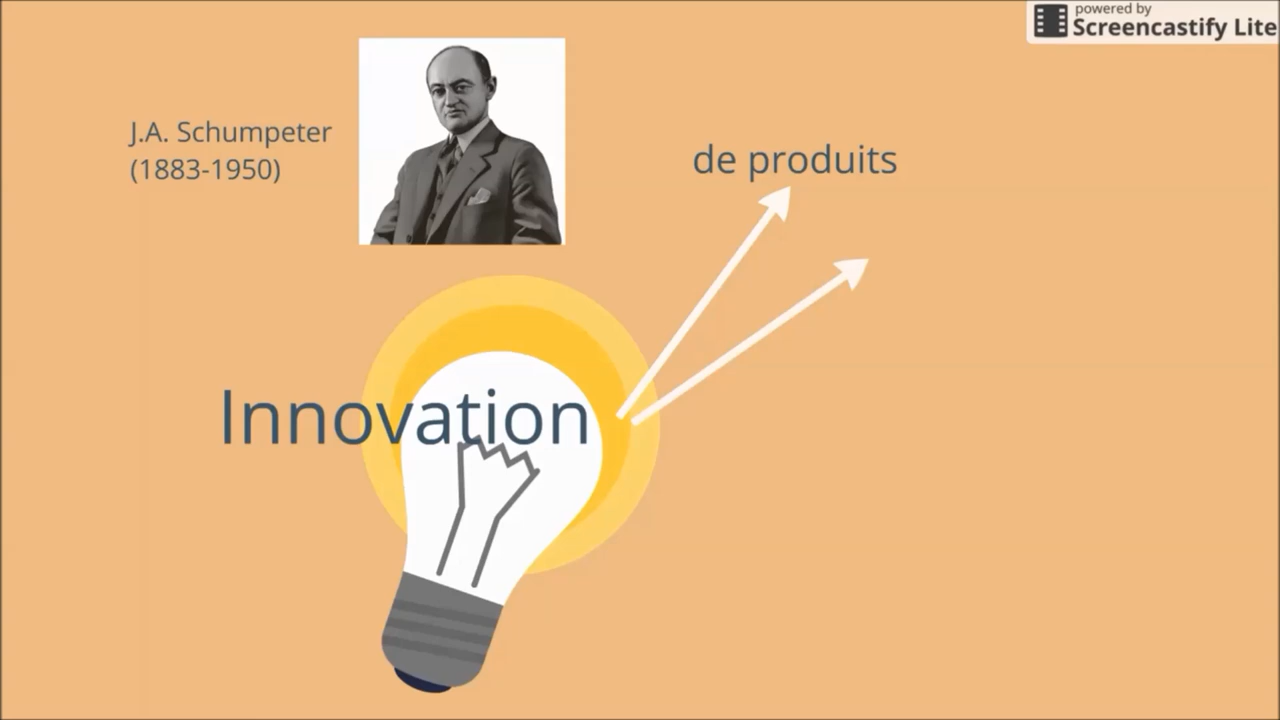 powered by
Screencastify Lite
J.A. Schumpeter
(1883-1950)
de produits
Innovation